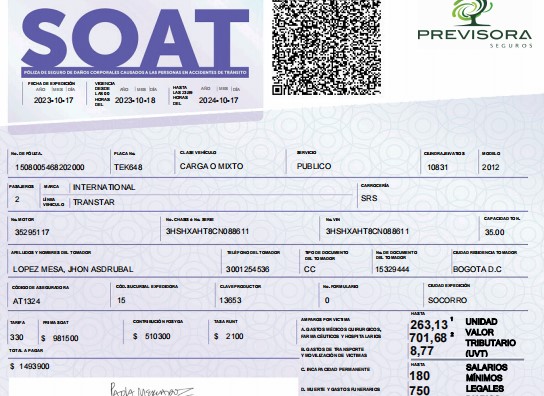 SOAT
PREVISORA
SEGUROS
PÓLIZA DE SEGURO DE DAÑOS CORPORALES CAUSADOS A LAS PERSONAS EN ACCIDENTES DE TRÁNSITO
FECHA DE EXPEDICIÓN AÑO MES DÍA 2023-10-17
VIGENCIA DESDE LAS 00 HORAS DEL AÑO MES DÍA 2023-10-18
HASTA LAS 23:59 HORAS DEL AÑO MES DÍA 2024-10-17
No. DE PÓLIZA PLACA No. CLASE VEHÍCULO SERVICIO CILINDRAJE/VATIOS MODELO
1508005468202000 TEK648 CARGA O MIXTO PUBLICO 10831 2012
PASAJEROS MARCA INTERNATIONAL CARROCERÍA
2 LÍNEA VEHÍCULO TRANSTAR SRS
No. MOTOR No. CHASIS ó No. SERIE No. VIN CAPACIDAD TON.
35295117 3HSHXAHT8CN088611 3HSHXAHT8CN088611 35.00
APELLIDOS Y NOMBRES DEL TOMADOR TELÉFONO DEL TOMADOR TIPO DE DOCUMENTO DEL TOMADOR No. DE DOCUMENTO DEL TOMADOR CIUDAD RESIDENCIA TOMADOR
LOPEZ MESA, JHON ASDRUBAL 3001254536 CC 15329444 BOGOTA D.C
CÓDIGO DE ASEGURADORA CÓD. SUCURSAL EXPEDIDORA CLAVE PRODUCTOR No. FORMULARIO CIUDAD EXPEDICIÓN
AT1324 15 13653 0 SOCORRO
TARIFA PRIMA SOAT CONTRIBUCIÓN FOSYGA TASA RUNT
330 $ 981500 $ 510300 $ 2100
TOTAL A PAGAR
$ 1493900
AMPAROS POR VICTIMA HASTA
A. GASTOS MÉDICOS QUIRURGICOS, FARMACÉUTICOS Y HOSPITALARIOS 263,13 ¹
701,68 ²
B. GASTOS DE TRANSPORTE Y MOVILIZACIÓN DE VICTIMAS 8,77
UNIDAD VALOR TRIBUTARIO (UVT)
HASTA
C. INCAPACIDAD PERMANENTE 180
D. MUERTE Y GASTOS FUNERARIOS 750
SALARIOS MÍNIMOS LEGALES